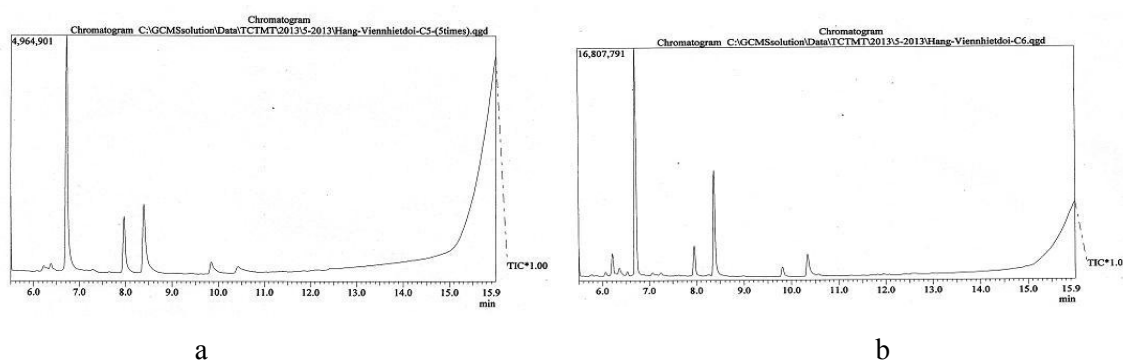 Chromatogram
Chromatogram C:\GCMSsolution\Data\TCTMT\2013\5-2013\Hang-Viennhietdoi-C5-(5times).qgd
4,964,901
TIC*1.00
6.0 7.0 8.0 9.0 10.0 11.0 12.0 13.0 14.0 15.0 15.9
min
a
Chromatogram
Chromatogram C:\GCMSsolution\Data\TCTMT\2013\5-2013\Hang-Viennhietdoi-C6.qgd
16,807,791
TIC*1.0
6.0 7.0 8.0 9.0 10.0 11.0 12.0 13.0 14.0 15.0 15.9
min
b